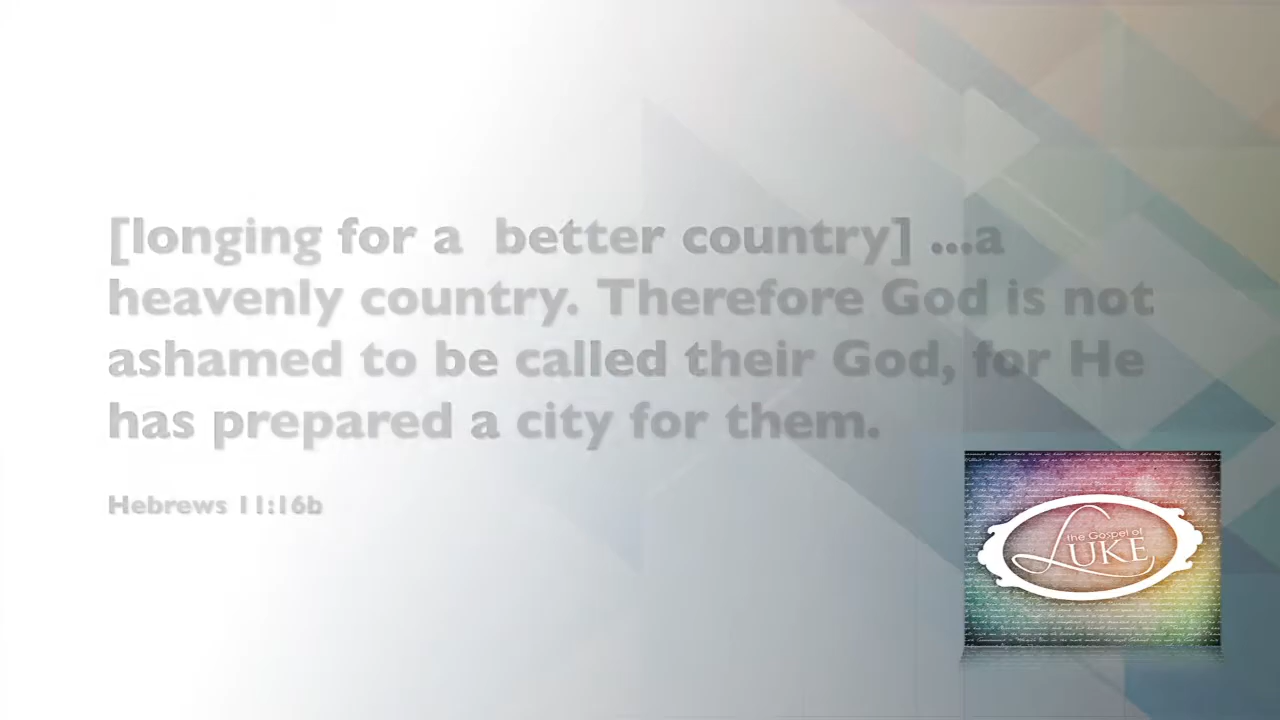 [longing for a  better country] ...a
heavenly country. Therefore God is not
ashamed to be called their God, for He
has prepared a city for them.
Hebrews 11:16b
the Gospel of
LUKE